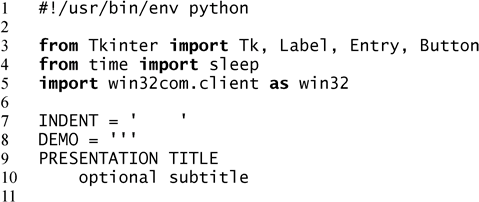 1 #!/usr/bin/env python
2
3 from Tkinter import Tk, Label, Entry, Button
4 from time import sleep
5 import win32com.client as win32
6
7 INDENT = '    '
8 DEMO = '''
9 PRESENTATION TITLE
10     optional subtitle
11